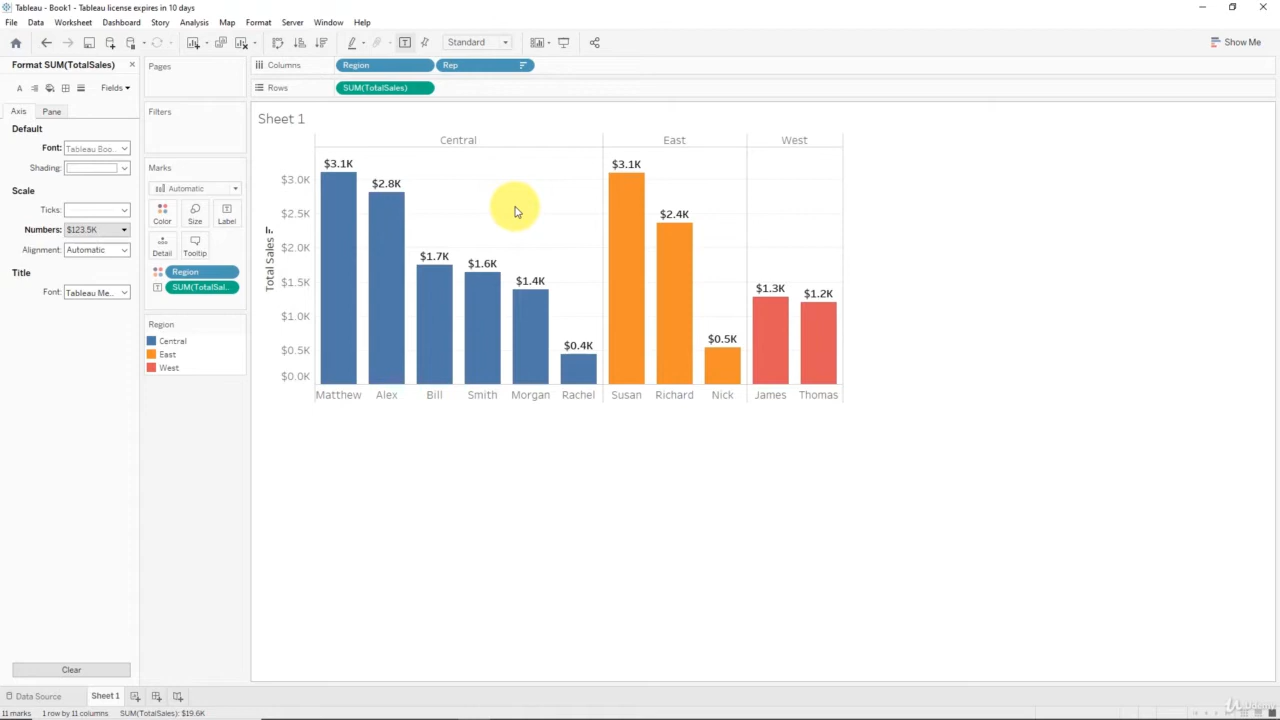 Tableau - Book1 - Tableau license expires in 10 days
File Data Worksheet Dashboard Story Analysis Map Format Server Window Help
Standard
Show Me
Format SUM(TotalSales)
Fields
Axis Pane
Default
Font: Tableau Boo..
Shading:
Scale
Ticks:
Numbers: $123.5K
Alignment: Automatic
Title
Font: Tableau Me..
Clear
Pages
Filters
Marks
Automatic
Color Size Label
Detail Tooltip
Region
SUM(TotalSal..
Region
Central
East
West
Columns Region Rep
Rows SUM(TotalSales)
Sheet 1
Central East West
$3.1K $2.8K $1.7K $1.6K $1.4K $0.4K $3.1K $2.4K $0.5K $1.3K $1.2K
Total Sales
$3.0K
$2.5K
$2.0K
$1.5K
$1.0K
$0.5K
$0.0K
Matthew Alex Bill Smith Morgan Rachel Susan Richard Nick James Thomas
Data Source Sheet 1
11 marks 1 row by 11 columns SUM(TotalSales): $19.6K